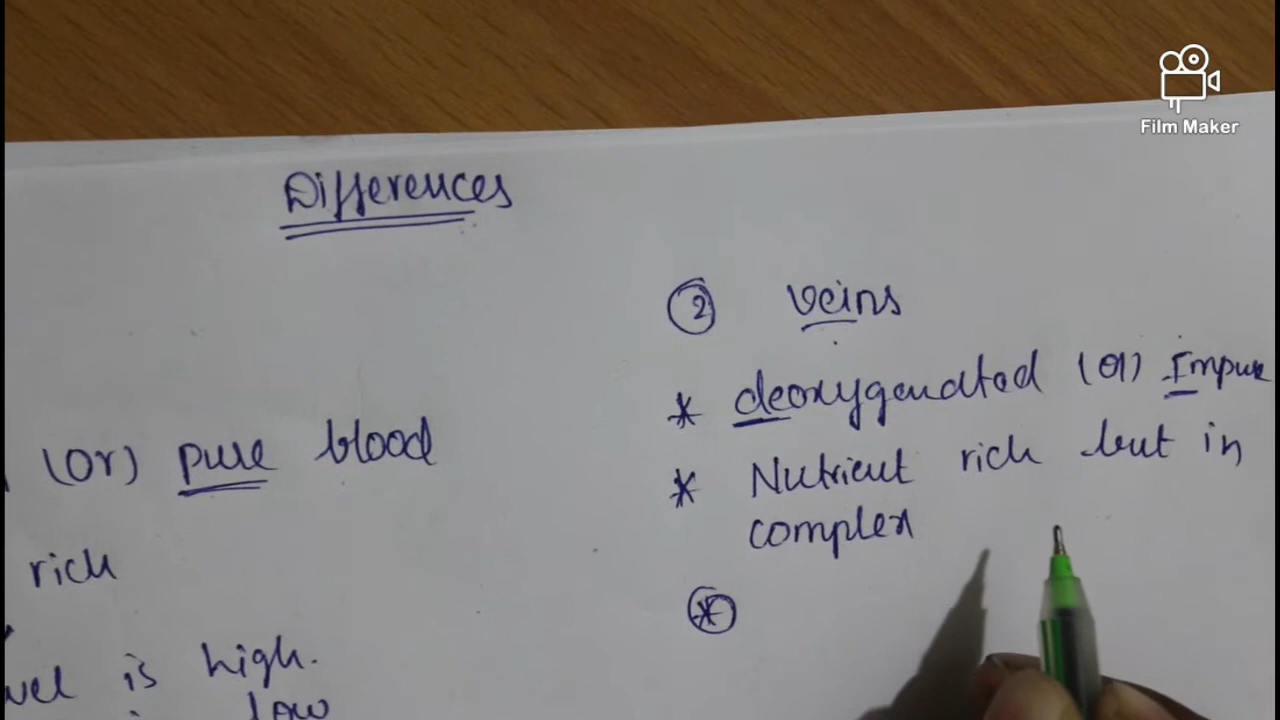 Film Maker
Differences
(or) pure blood
rich
is high.
low
2 Veins
* deoxygenated (or) Impure
* Nutrient rich but in
complex
*